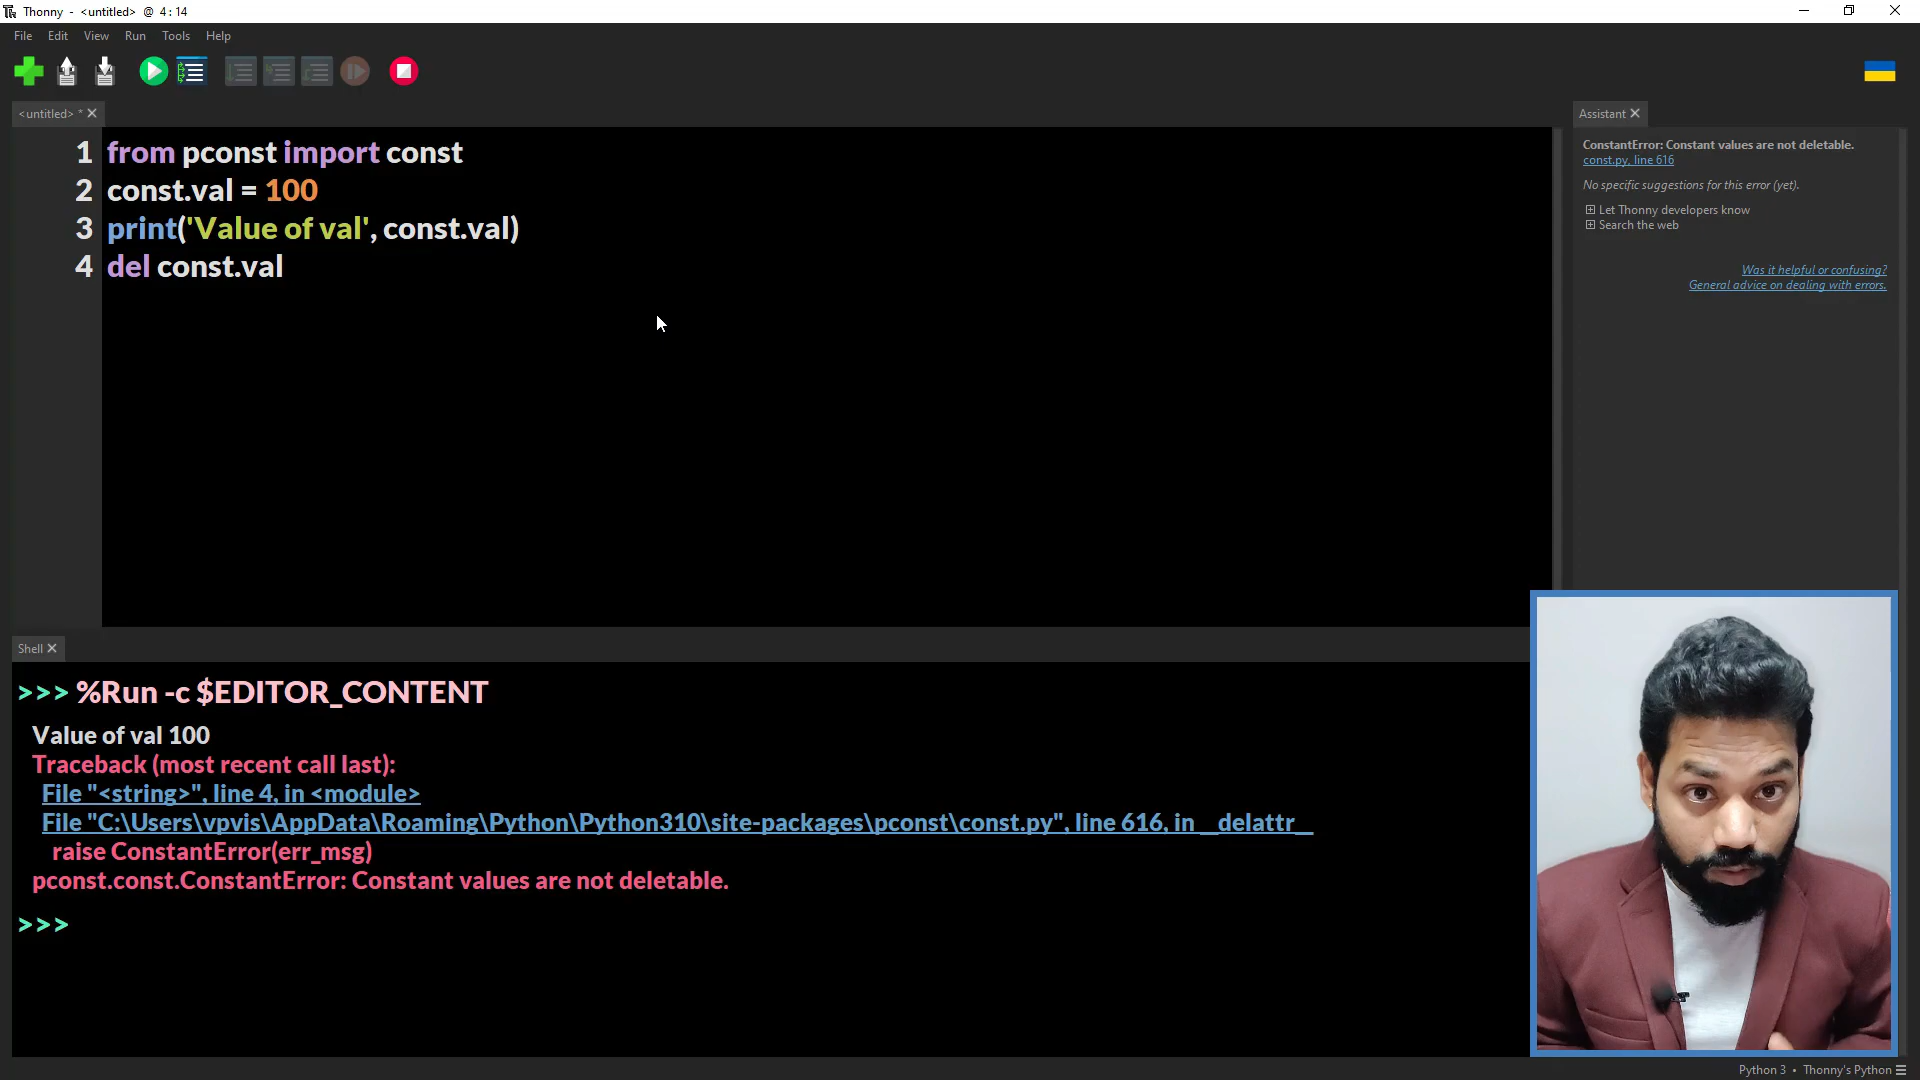 Thonny - <untitled> @ 4:14
File Edit View Run Tools Help
<untitled> *
1 from pconst import const
2 const.val = 100
3 print('Value of val', const.val)
4 del const.val
Assistant
ConstantError: Constant values are not deletable.
const.py, line 616
No specific suggestions for this error (yet).
Let Thonny developers know
Search the web
Was it helpful or confusing?
General advice on dealing with errors.
Shell
>>> %Run -c $EDITOR_CONTENT
Value of val 100
Traceback (most recent call last):
File "<string>", line 4, in <module>
File "C:\Users\vpvis\AppData\Roaming\Python\Python310\site-packages\pconst\const.py", line 616, in __delattr__
raise ConstantError(err_msg)
pconst.const.ConstantError: Constant values are not deletable.
>>>
Python 3 • Thonny's Python